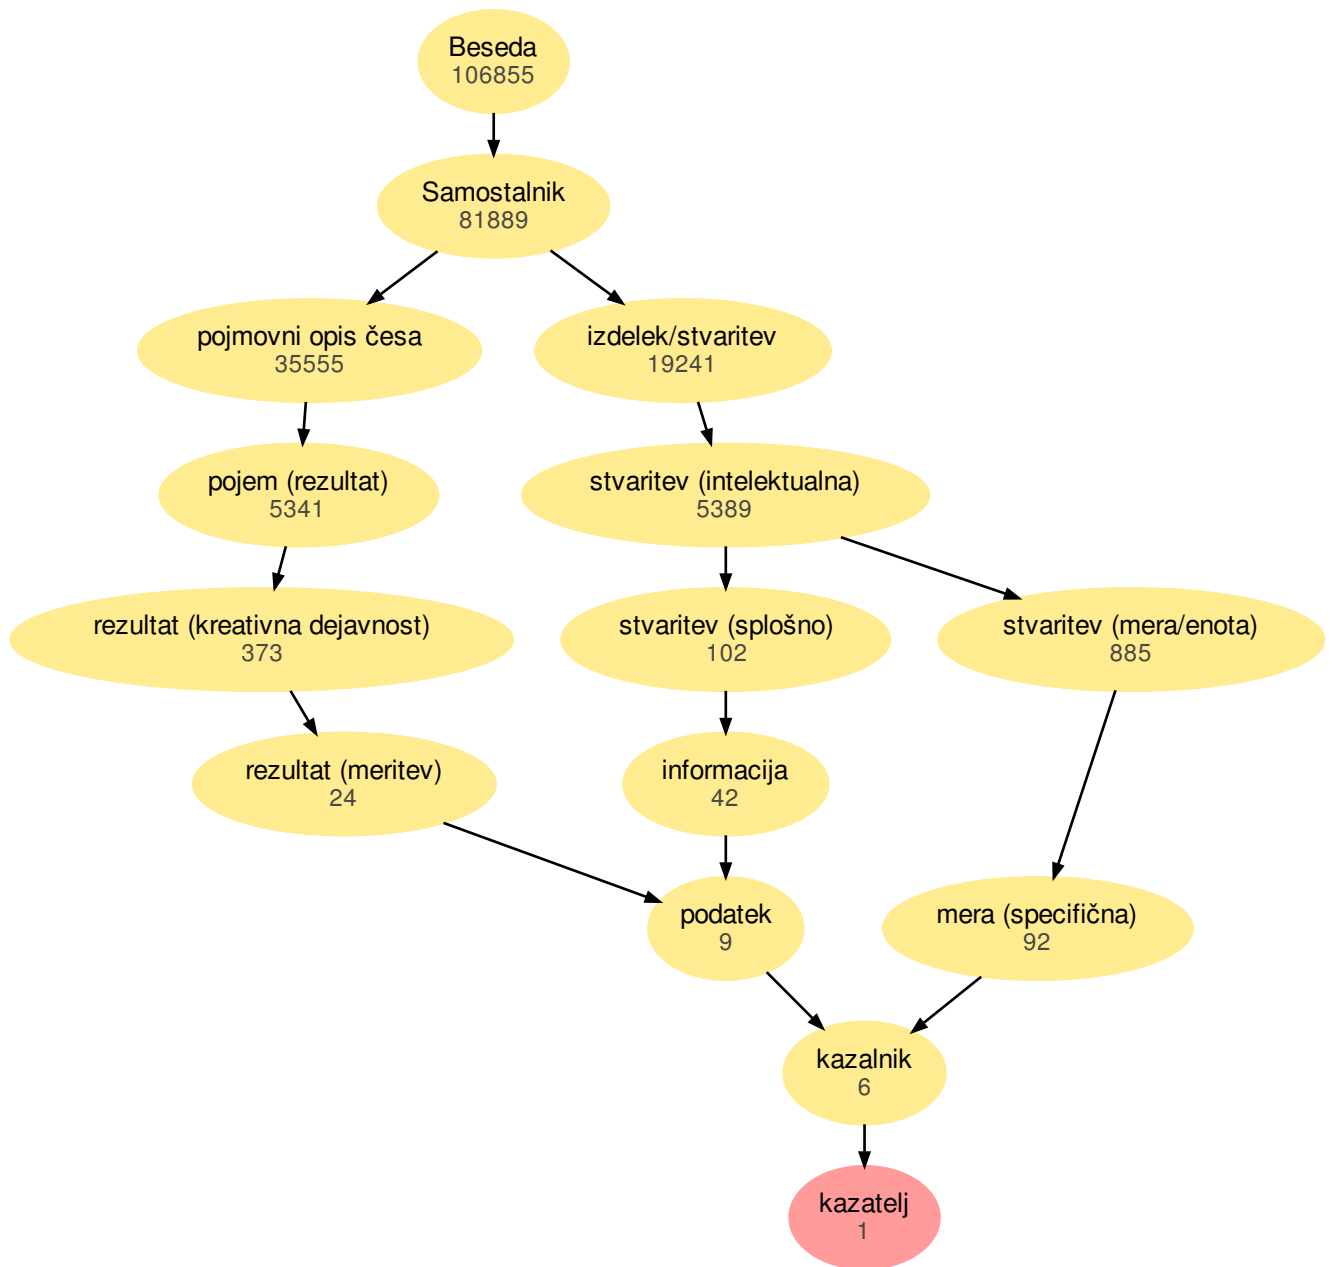 Beseda
106855
Samostalnik
81889
pojmovni opis česa
35555
izdelek/stvaritev
19241
pojem (rezultat)
5341
stvaritev (intelektualna)
5389
rezultat (kreativna dejavnost)
373
stvaritev (splošno)
102
stvaritev (mera/enota)
885
rezultat (meritev)
24
informacija
42
podatek
9
mera (specifična)
92
kazalnik
6
kazatelj
1